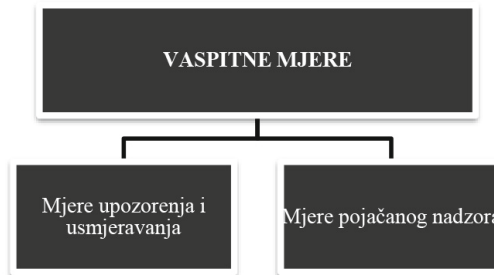 VASPITNE MJERE
Mjere upozorenja i
usmjeravanja
Mjere pojačanog nadzora